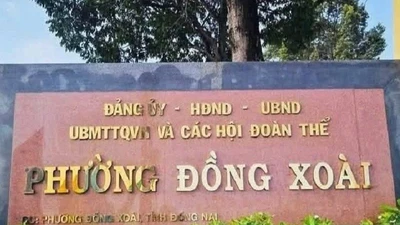 ĐẢNG ỦY - HĐND - UBND
UBMTTQVN VÀ CÁC HỘI ĐOÀN THỂ
PHƯỜNG ĐỒNG XOÀI
ĐC: PHƯỜNG ĐỒNG XOÀI, TỈNH ĐỒNG NAI